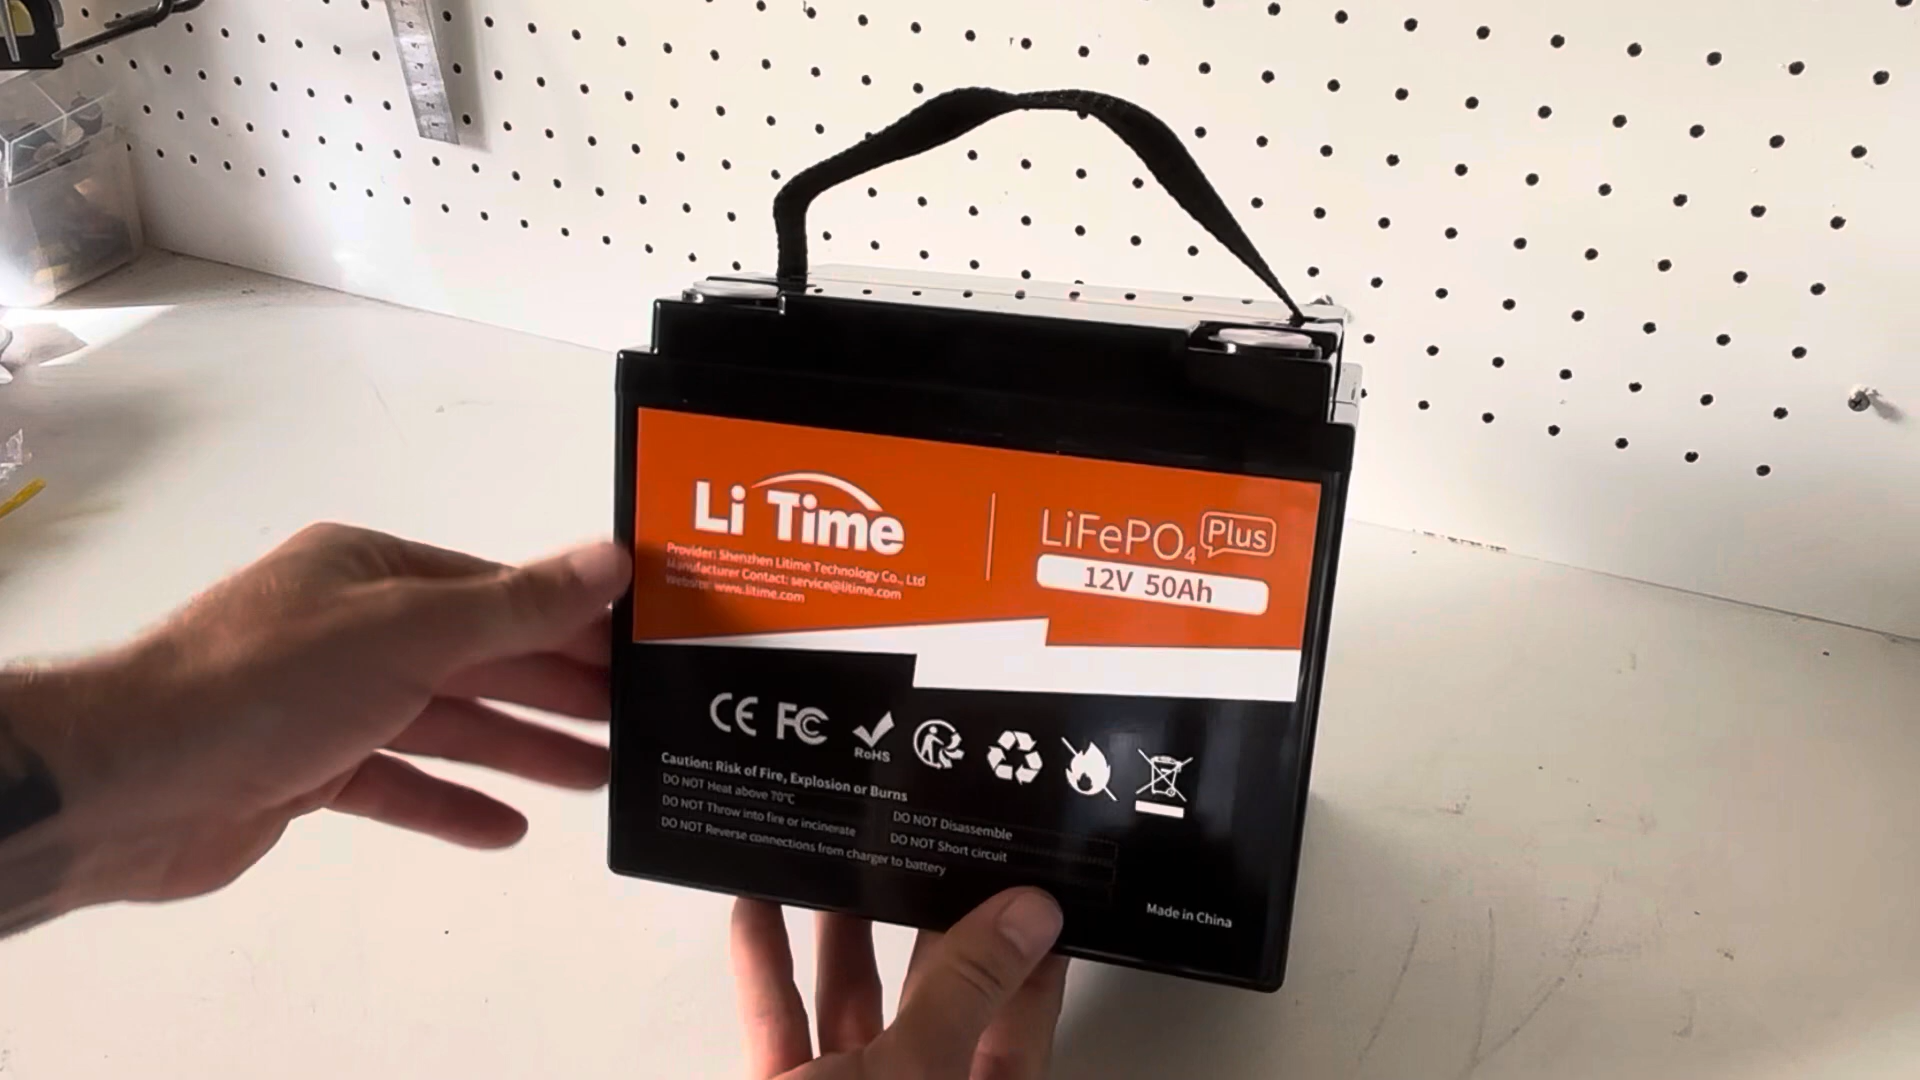 Li Time
Provider: Shenzhen Litime Technology Co., Ltd
Manufacturer Contact: service@litime.com
Website: www.litime.com
LiFePO4 Plus
12V 50Ah
CE FC RoHS
Caution: Risk of Fire, Explosion or Burns
DO NOT Heat above 70℃
DO NOT Throw into fire or incinerate
DO NOT Reverse connections from charger to battery
DO NOT Disassemble
DO NOT Short circuit
Made in China